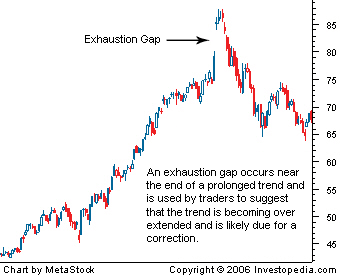 Exhaustion Gap
85
80
75
70
65
60
55
50
45
An exhaustion gap occurs near
the end of a prolonged trend and
is used by traders to suggest
that the trend is becoming over
extended and is likely due for a
correction.
Chart by MetaStock
Copyright © 2006 Investopedia.com